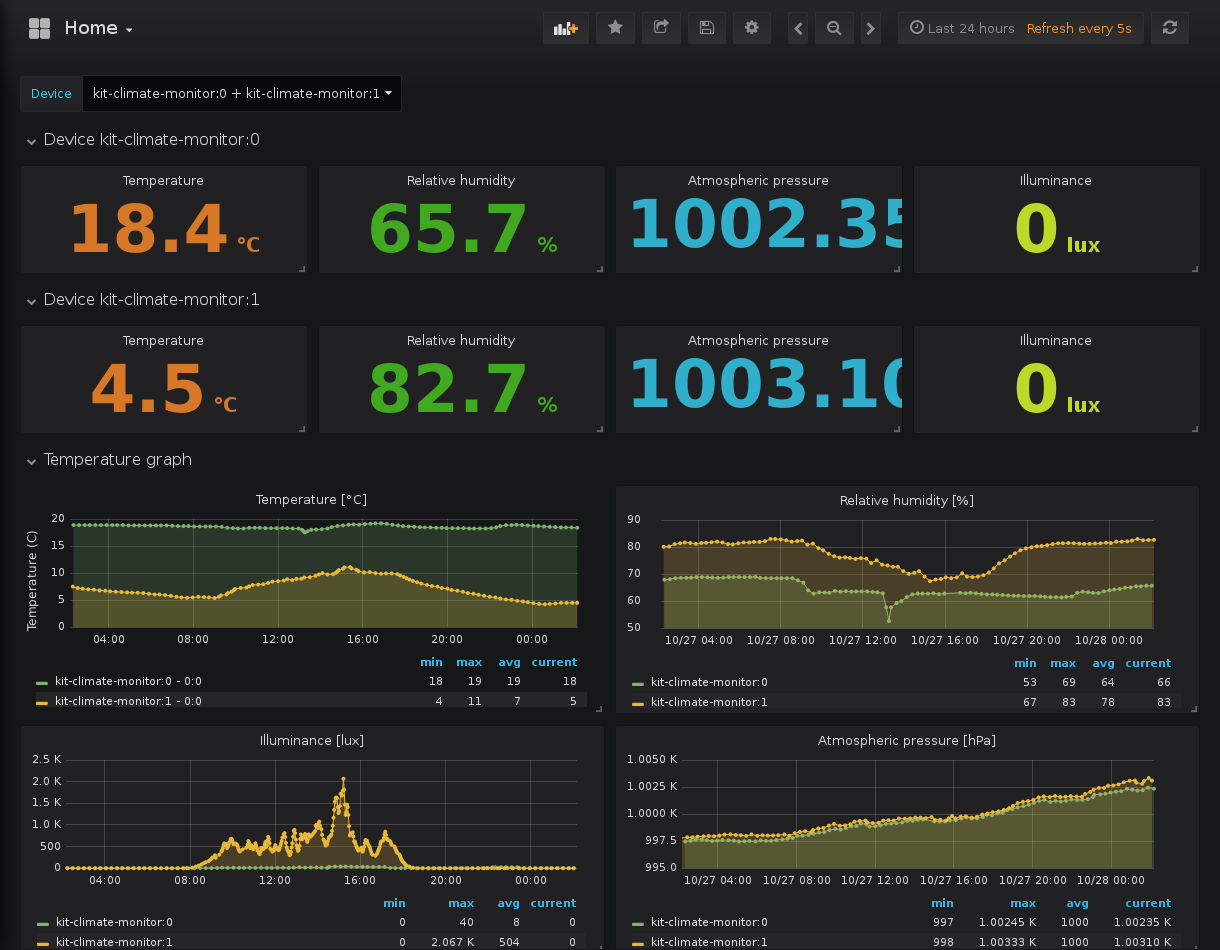 Home
Last 24 hours Refresh every 5s
Device kit-climate-monitor:0 + kit-climate-monitor:1
Device kit-climate-monitor:0
Temperature Relative humidity Atmospheric pressure Illuminance
18.4 °C 65.7 % 1002.35 0 lux
Device kit-climate-monitor:1
Temperature Relative humidity Atmospheric pressure Illuminance
4.5 °C 82.7 % 1003.10 0 lux
Temperature graph
Temperature [°C]
Temperature (C)
20
15
10
5
0
04:00 08:00 12:00 16:00 20:00 00:00
min max avg current
kit-climate-monitor:0 - 0:0 18 19 19 18
kit-climate-monitor:1 - 0:0 4 11 7 5
Relative humidity [%]
90
80
70
60
50
10/27 04:00 10/27 08:00 10/27 12:00 10/27 16:00 10/27 20:00 10/28 00:00
min max avg current
kit-climate-monitor:0 53 69 64 66
kit-climate-monitor:1 67 83 78 83
Illuminance [lux]
2.5 K
2.0 K
1.5 K
1.0 K
500
0
04:00 08:00 12:00 16:00 20:00 00:00
min max avg current
kit-climate-monitor:0 0 40 8 0
kit-climate-monitor:1 0 2.067 K 504 0
Atmospheric pressure [hPa]
1.0050 K
1.0025 K
1.0000 K
997.5
995.0
10/27 04:00 10/27 08:00 10/27 12:00 10/27 16:00 10/27 20:00 10/28 00:00
min max avg current
kit-climate-monitor:0 997 1.00245 K 1000 1.00235 K
kit-climate-monitor:1 998 1.00333 K 1000 1.00310 K